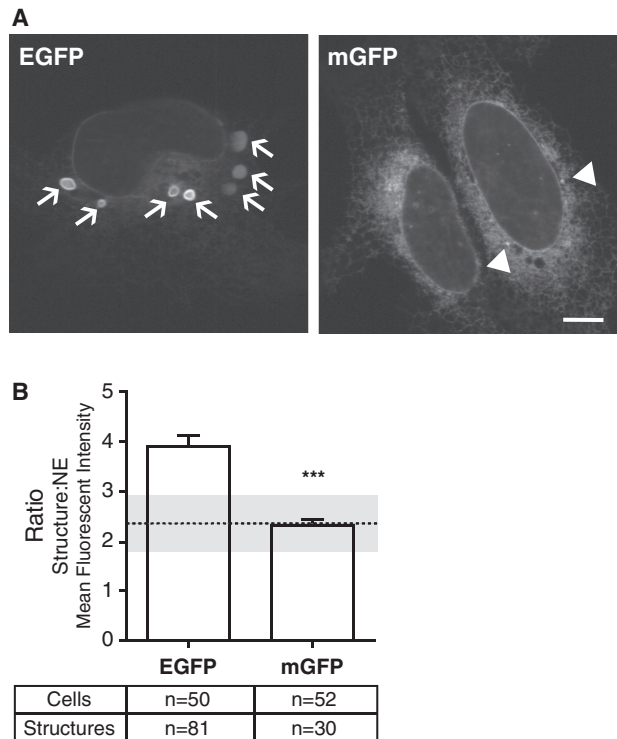 A
EGFP
mGFP
B
Ratio
Structure:NE
Mean Fluorescent Intensity
5
4
3
2
1
0
***
EGFP
mGFP
Cells
n=50
n=52
Structures
n=81
n=30